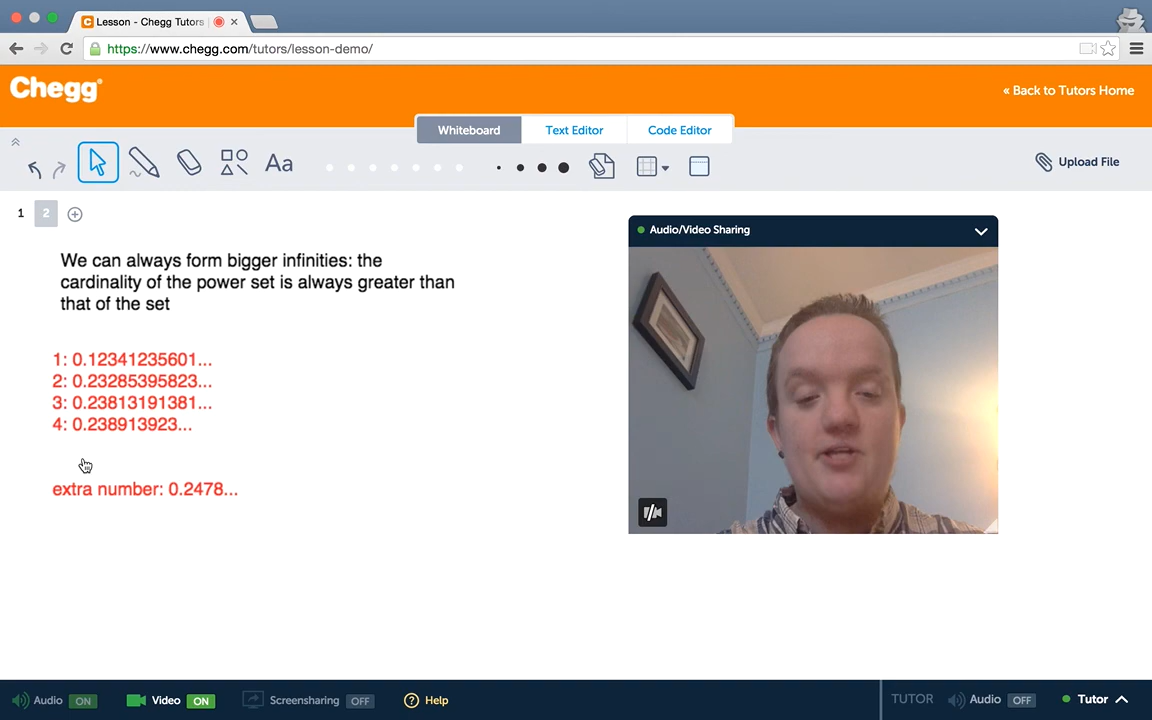 Lesson - Chegg Tutors
https://www.chegg.com/tutors/lesson-demo/
Chegg
« Back to Tutors Home
Whiteboard
Text Editor
Code Editor
Aa
Upload File
1
2
Audio/Video Sharing
We can always form bigger infinities: the
cardinality of the power set is always greater than
that of the set
1: 0.12341235601...
2: 0.23285395823...
3: 0.23813191381...
4: 0.238913923...
extra number: 0.2478...
Audio ON
Video ON
Screensharing OFF
? Help
TUTOR
Audio OFF
Tutor